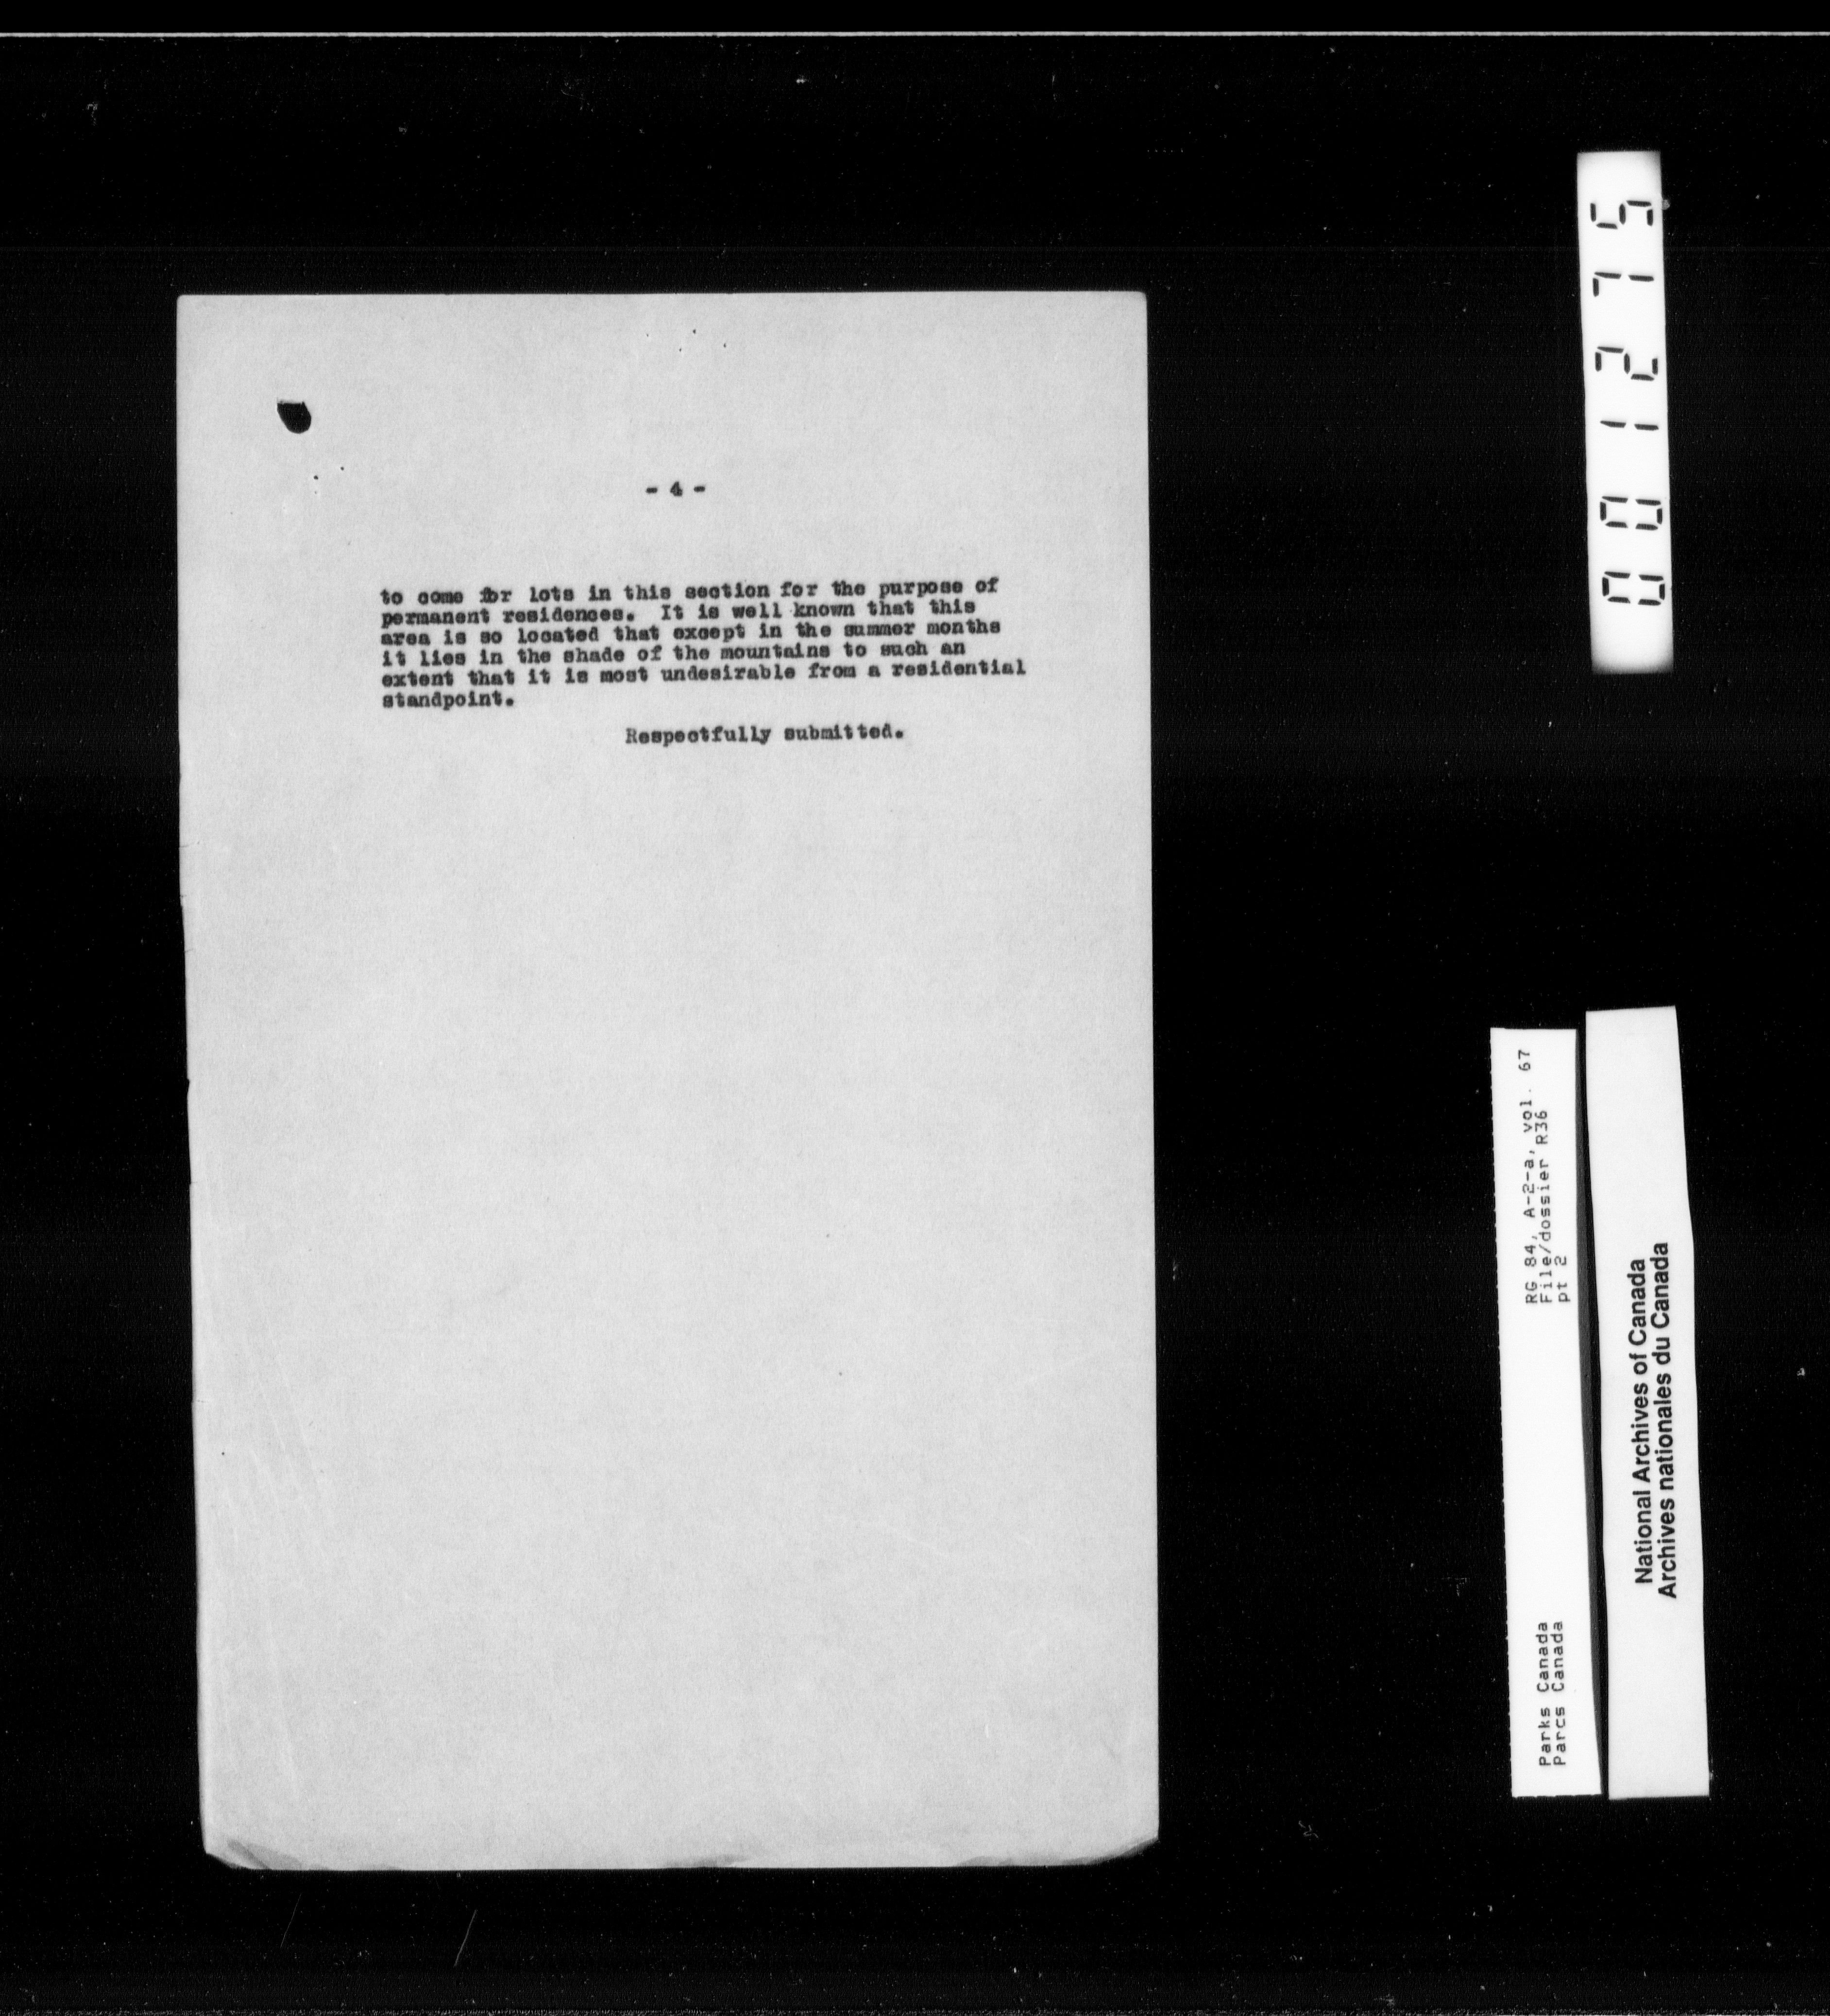 - 4 -
to come for lots in this section for the purpose of
permanent residences. It is well known that this
area is so located that except in the summer months
it lies in the shade of the mountains to such an
extent that it is most undesirable from a residential
standpoint.
Respectfully submitted.
001275
RG 84, A-2-a, vol. 67
File/dossier R36
pt 2
Parks Canada
Parcs Canada
National Archives of Canada
Archives nationales du Canada